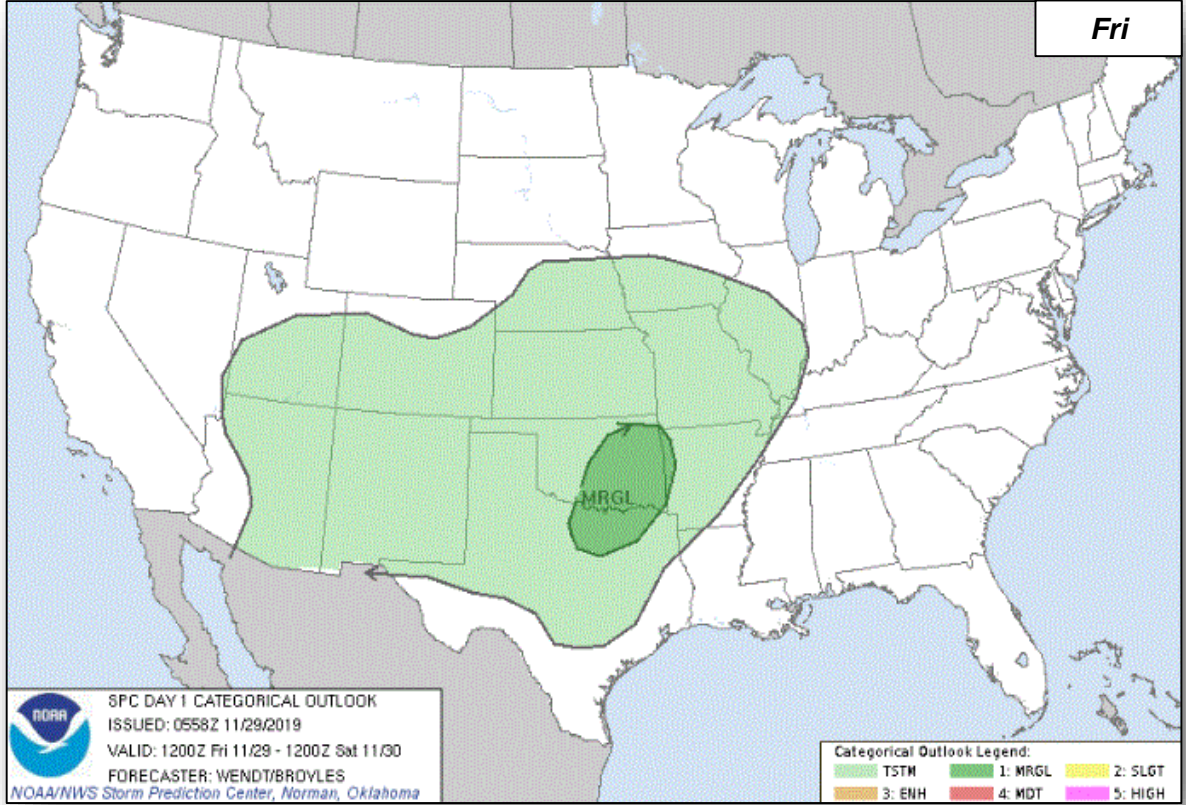 Fri
MRGL
noaa
SPC DAY 1 CATEGORICAL OUTLOOK
ISSUED: 0558Z 11/29/2019
VALID: 1200Z Fri 11/29 - 1200Z Sat 11/30
FORECASTER: WENDT/BROYLES
NOAA/NWS Storm Prediction Center, Norman, Oklahoma
Categorical Outlook Legend:
TSTM 1: MRGL 2: SLGT
3: ENH 4: MDT 5: HIGH